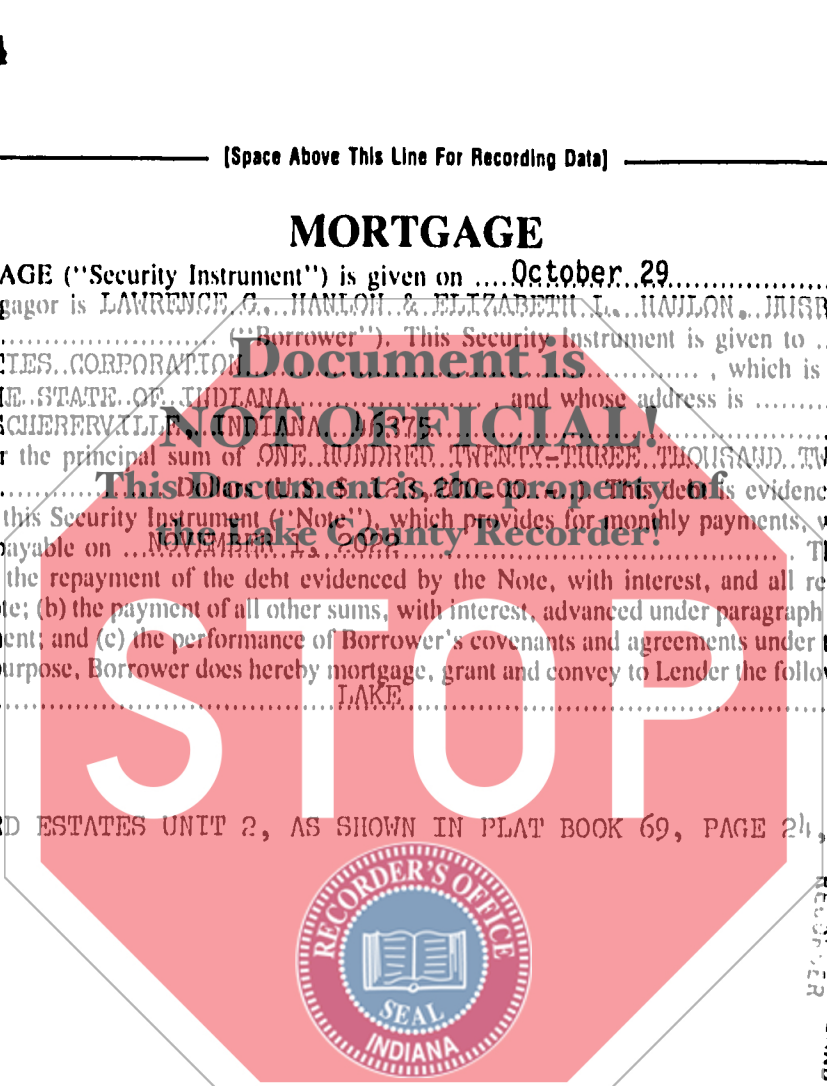 [Space Above This Line For Recording Data]
MORTGAGE
AGE (''Security Instrument'') is given on ....October 29
gagor is LAWRENCE G. HANLON & ELIZABETH L. HANLON, HUSB
(''Borrower''). This Security Instrument is given to
Document is
IES CORPORATION , which is
E STATE OF INDIANA , and whose address is
SCHERERVILLE, INDIANA 46375
NOT OFFICIAL!
r the principal sum of ONE HUNDRED TWENTY-THREE THOUSAND TW
This Document is the property of
Dollars (U.S. $ 123,200.00 ). This debt is evidenc
this Security Instrument (''Note''), which provides for monthly payments,
the Lake County Recorder!
ayable on NOVEMBER 1,
the repayment of the debt evidenced by the Note, with interest, and all re
te; (b) the payment of all other sums, with interest, advanced under paragraph
ent; and (c) the performance of Borrower's covenants and agreements under
urpose, Borrower does hereby mortgage, grant and convey to Lender the follo
LAKE
STOP
D ESTATES UNIT 2, AS SHOWN IN PLAT BOOK 69, PAGE 24,
RECORDER'S OFFICE
SEAL
INDIANA